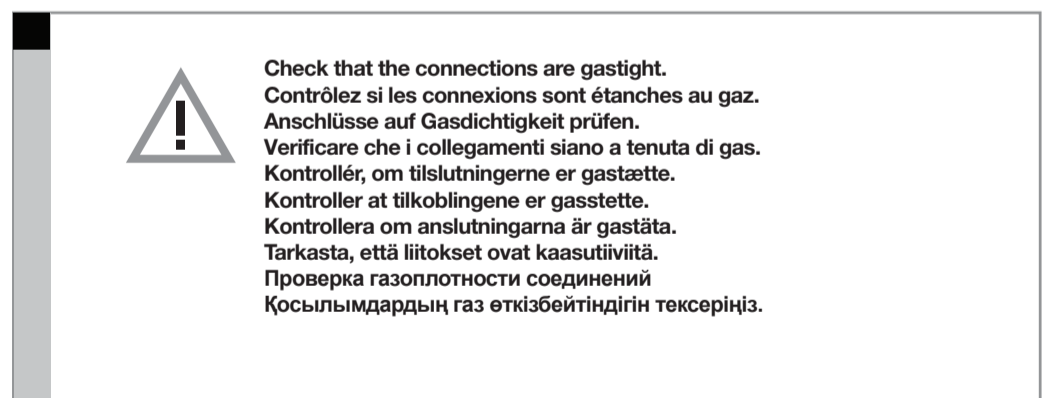 Check that the connections are gastight.
Contrôlez si les connexions sont étanches au gaz.
Anschlüsse auf Gasdichtigkeit prüfen.
Verificare che i collegamenti siano a tenuta di gas.
Kontrollér, om tilslutningerne er gastætte.
Kontroller at tilkoblingene er gasstette.
Kontrollera om anslutningarna är gastäta.
Tarkasta, että liitokset ovat kaasutiiviitä.
Проверка газоплотности соединений
Қосылымдардың газ өткізбейтіндігін тексеріңіз.